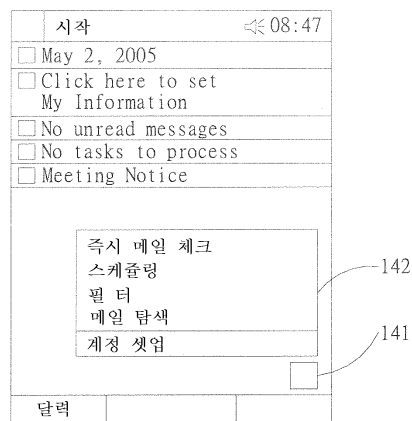 시작 08:47
May 2, 2005
Click here to set
My Information
No unread messages
No tasks to process
Meeting Notice
즉시 메일 체크
스케쥴링
필 터
메일 탐색
계정 셋업
142
141
달력